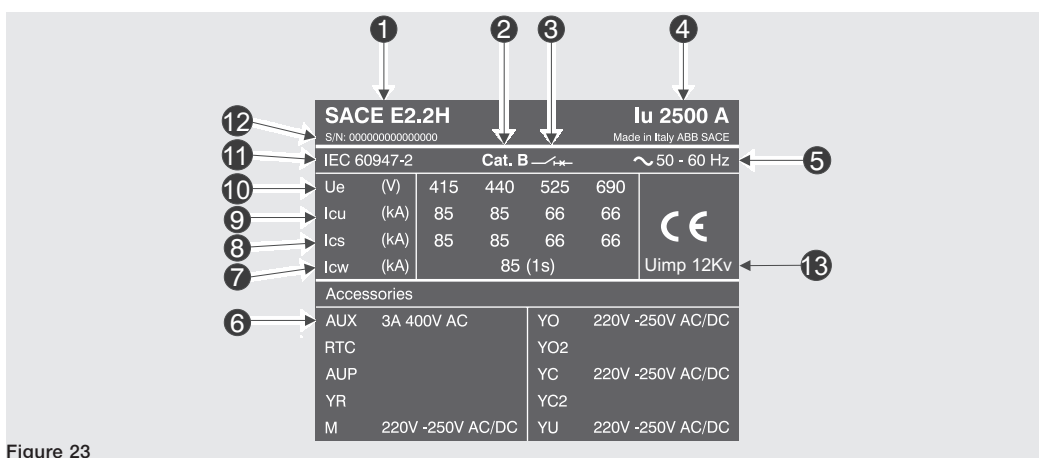 1 2 3 4
SACE E2.2H Iu 2500 A
12 S/N: 000000000000000 Made in Italy ABB SACE
11 IEC 60947-2 Cat. B 50 - 60 Hz 5
10 Ue (V) 415 440 525 690
9 Icu (kA) 85 85 66 66
CE
8 Ics (kA) 85 85 66 66
7 Icw (kA) 85 (1s) Uimp 12Kv 13
Accessories
6 AUX 3A 400V AC YO 220V -250V AC/DC
RTC YO2
AUP YC 220V -250V AC/DC
YR YC2
M 220V -250V AC/DC YU 220V -250V AC/DC
Figure 23